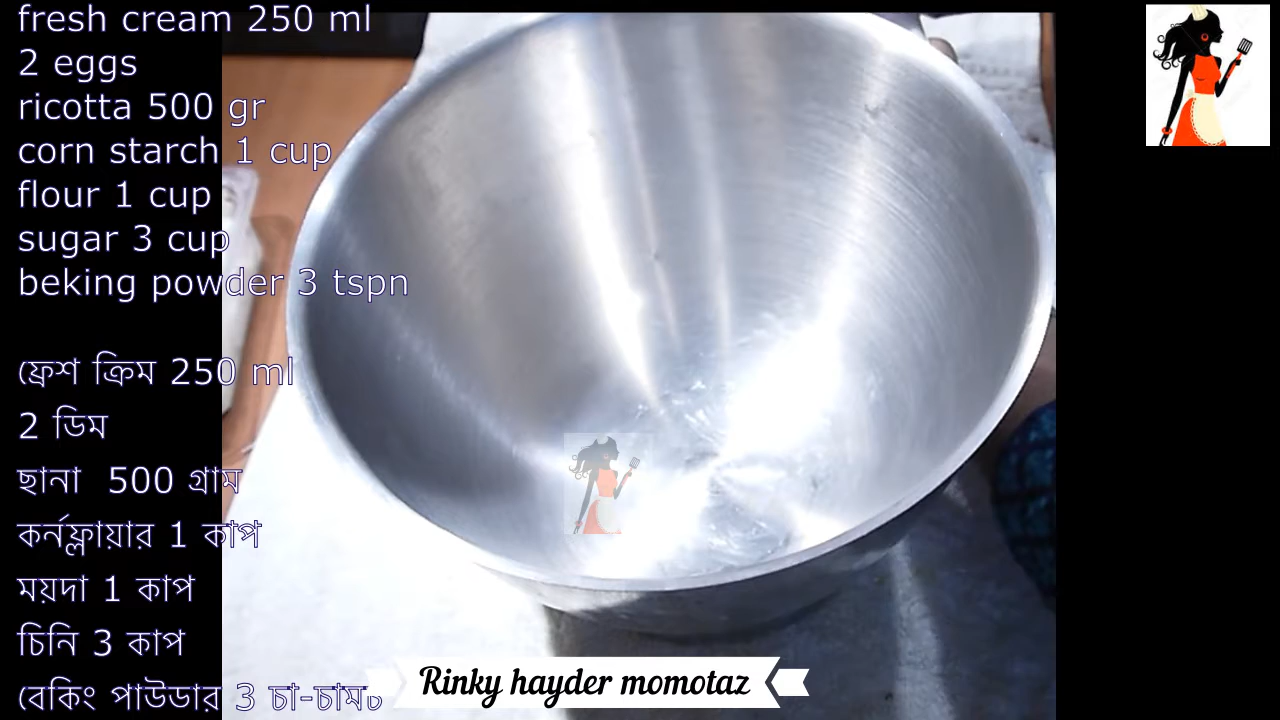 fresh cream 250 ml
2 eggs
ricotta 500 gr
corn starch 1 cup
flour 1 cup
sugar 3 cup
beking powder 3 tspn
ফ্রেশ ক্রিম 250 ml
2 ডিম
ছানা 500 গ্রাম
কর্নফ্লায়ার 1 কাপ
ময়দা 1 কাপ
চিনি 3 কাপ
বেকিং পাউডার 3 চা-চামচ
Rinky hayder momotaz